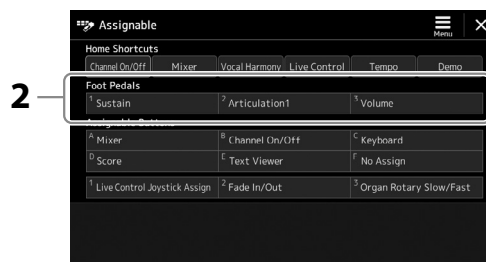 Assignable
Menu
Home Shortcuts
Channel On/Off Mixer Vocal Harmony Live Control Tempo Demo
Foot Pedals
2
1 Sustain 2 Articulation1 3 Volume
Assignable Buttons
A Mixer B Channel On/Off C Keyboard
D Score E Text Viewer F No Assign
1 Live Control Joystick Assign 2 Fade In/Out 3 Organ Rotary Slow/Fast